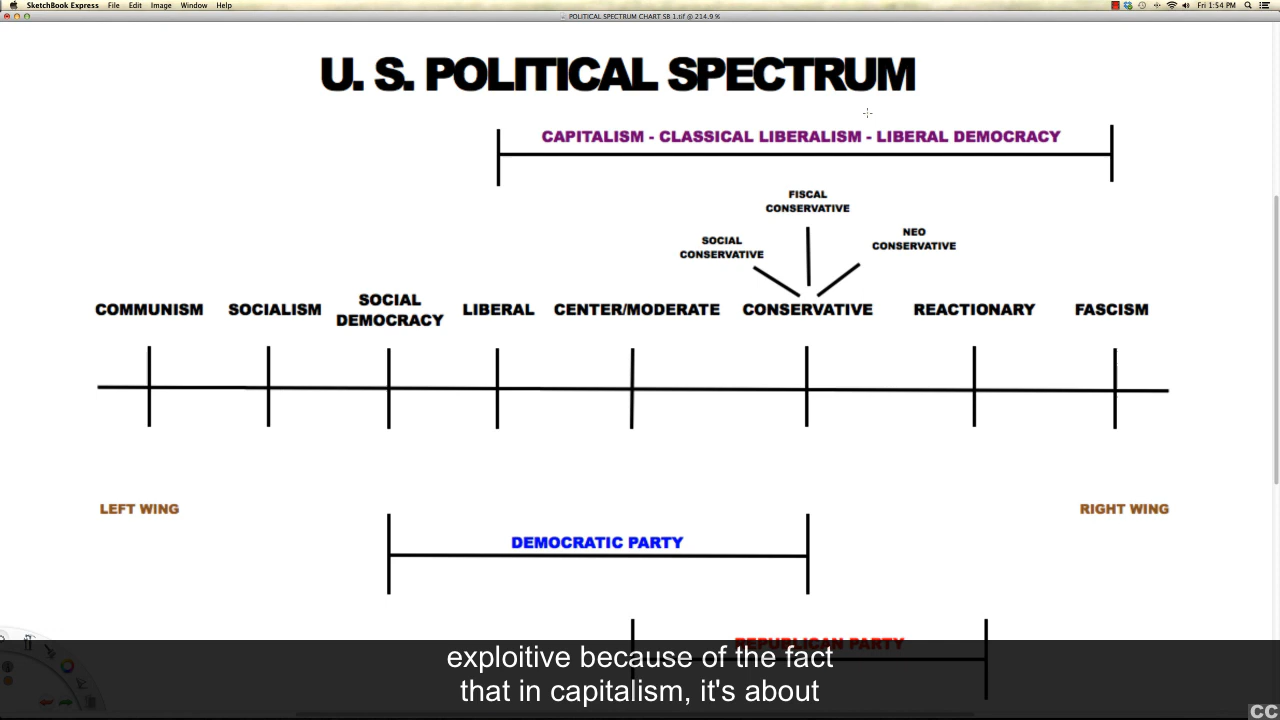 SketchBook Express File Edit Image Window Help Fri 1:54 PM
POLITICAL SPECTRUM CHART SB 1.tif @ 214.9 %
U. S. POLITICAL SPECTRUM
CAPITALISM - CLASSICAL LIBERALISM - LIBERAL DEMOCRACY
FISCAL
CONSERVATIVE
SOCIAL
CONSERVATIVE
NEO
CONSERVATIVE
COMMUNISM
SOCIALISM
SOCIAL
DEMOCRACY
LIBERAL
CENTER/MODERATE
CONSERVATIVE
REACTIONARY
FASCISM
LEFT WING
RIGHT WING
DEMOCRATIC PARTY
REPUBLICAN PARTY
exploitive because of the fact
that in capitalism, it's about
CC